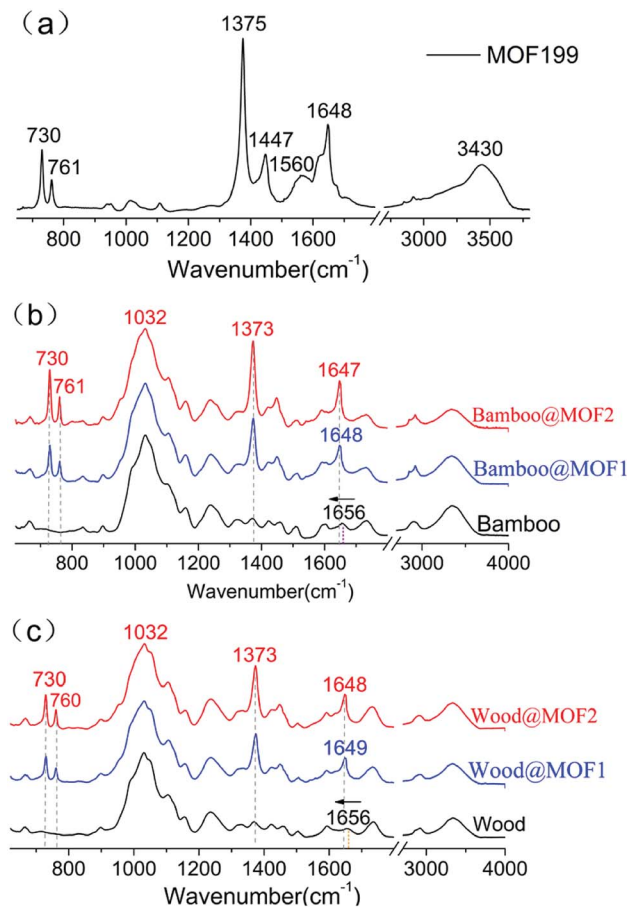 (a)
1375
MOF199
1648
730
1447
761
1560
3430
800 1000 1200 1400 1600 3000 3500
Wavenumber(cm-1)
(b)
1032
1373
730
1647
761
Bamboo@MOF2
1648
Bamboo@MOF1
1656
Bamboo
800 1000 1200 1400 1600 3000 4000
Wavenumber(cm-1)
(c)
1032
1373
730
1648
760
Wood@MOF2
1649
Wood@MOF1
1656
Wood
800 1000 1200 1400 1600 3000 4000
Wavenumber(cm-1)